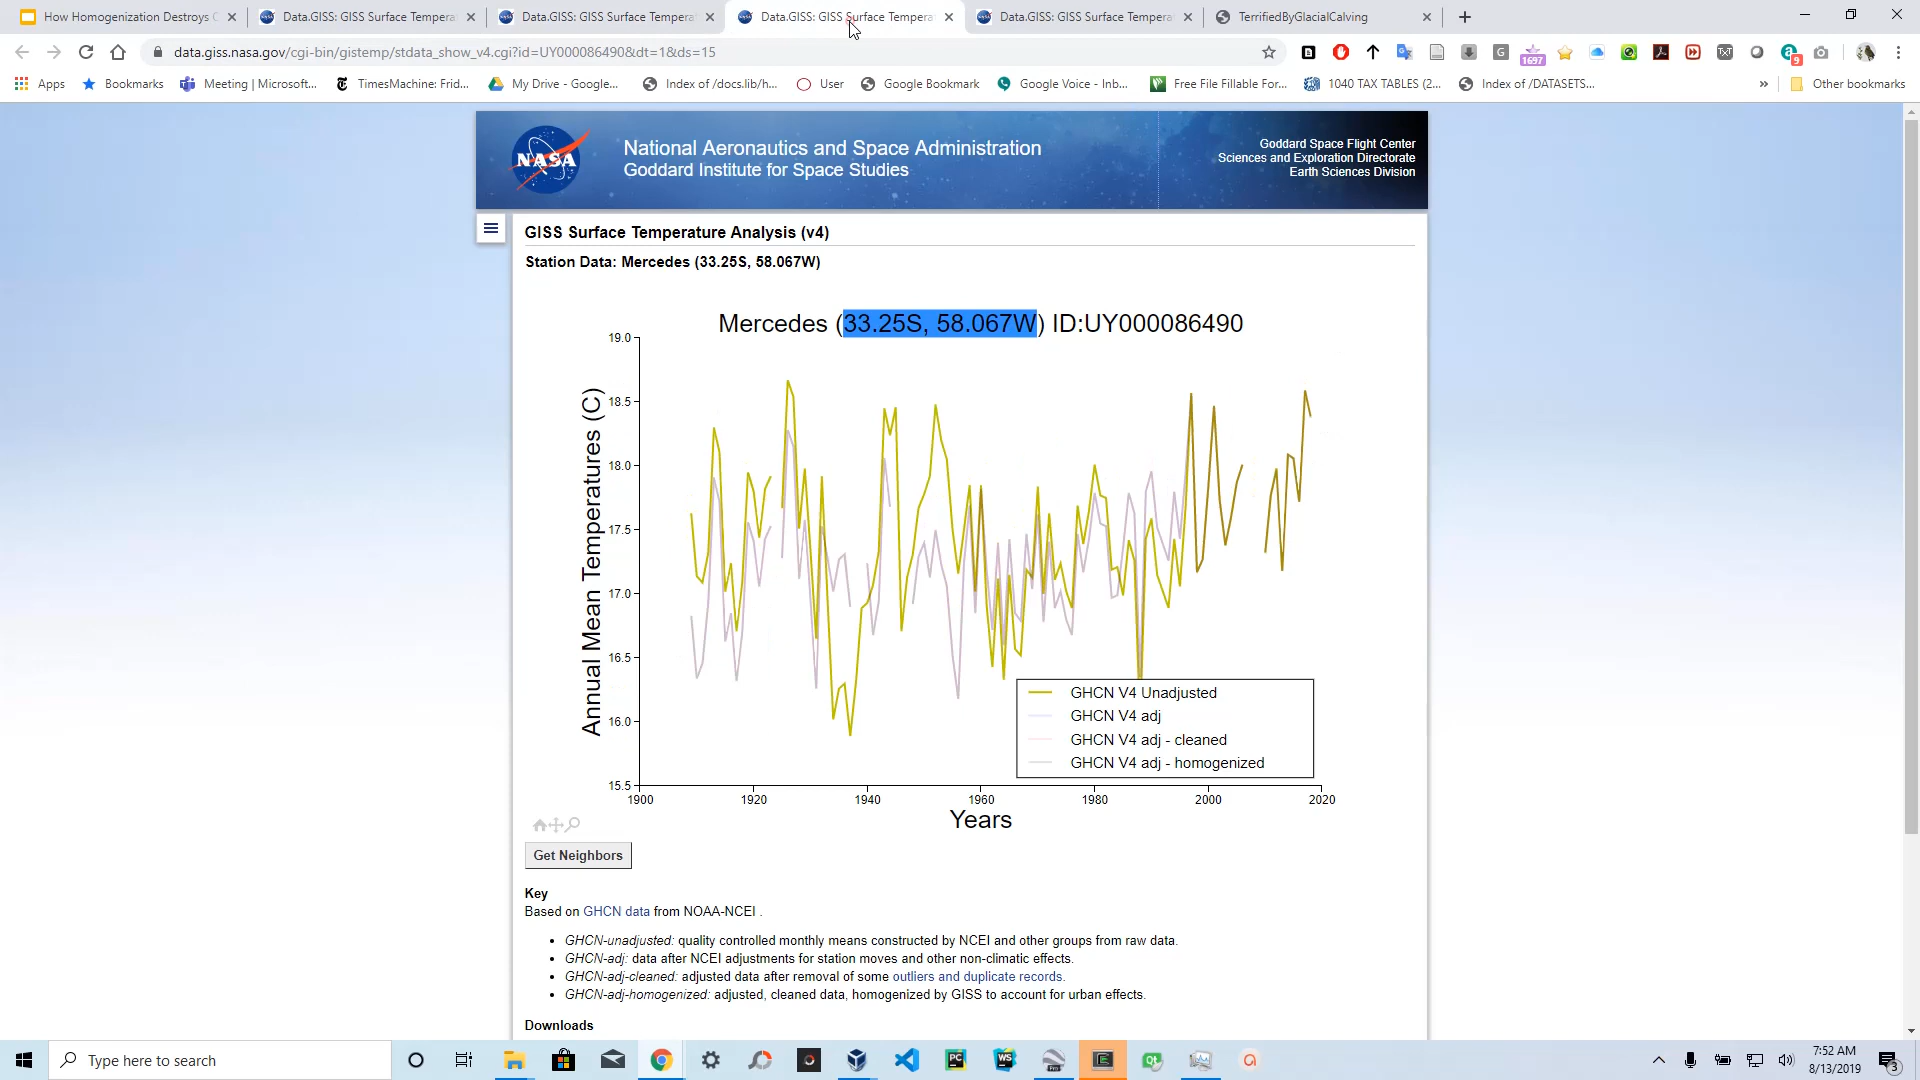 How Homogenization Destroys C
Data.GISS: GISS Surface Tempera
Data.GISS: GISS Surface Tempera
Data.GISS: GISS Surface Tempera
Data.GISS: GISS Surface Tempera
TerrifiedByGlacialCalving
data.giss.nasa.gov/cgi-bin/gistemp/stdata_show_v4.cgi?id=UY000086490&dt=1&ds=15
1697
TxT
9
Apps
Bookmarks
Meeting | Microsoft...
TimesMachine: Frid...
My Drive - Google...
Index of /docs.lib/h...
User
Google Bookmark
Google Voice - Inb...
Free File Fillable For...
1040 TAX TABLES (2...
Index of /DATASETS...
»
Other bookmarks
NASA
National Aeronautics and Space Administration
Goddard Institute for Space Studies
Goddard Space Flight Center
Sciences and Exploration Directorate
Earth Sciences Division
GISS Surface Temperature Analysis (v4)
Station Data: Mercedes (33.25S, 58.067W)
Mercedes (33.25S, 58.067W) ID:UY000086490
Annual Mean Temperatures (C)
19.0
18.5
18.0
17.5
17.0
16.5
16.0
15.5
GHCN V4 Unadjusted
GHCN V4 adj
GHCN V4 adj - cleaned
GHCN V4 adj - homogenized
1900 1920 1940 1960 1980 2000 2020
Years
Get Neighbors
Key
Based on GHCN data from NOAA-NCEI .
• GHCN-unadjusted: quality controlled monthly means constructed by NCEI and other groups from raw data.
• GHCN-adj: data after NCEI adjustments for station moves and other non-climatic effects.
• GHCN-adj-cleaned: adjusted data after removal of some outliers and duplicate records.
• GHCN-adj-homogenized: adjusted, cleaned data, homogenized by GISS to account for urban effects.
Downloads
Type here to search
PC
WS
7:52 AM
8/13/2019
3